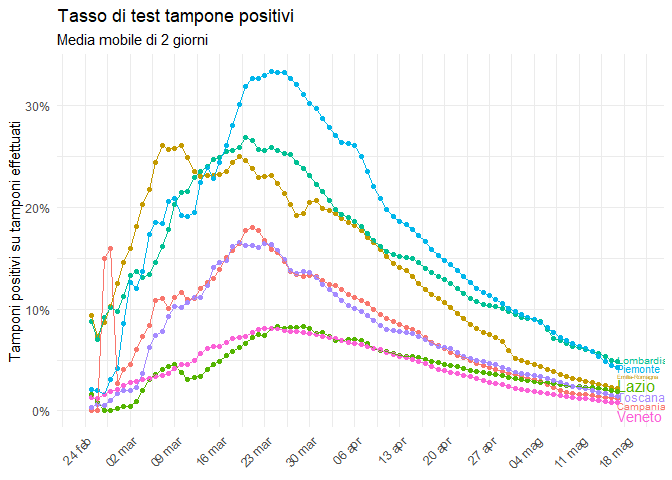 Tasso di test tampone positivi
Media mobile di 2 giorni
Tamponi positivi su tamponi effettuati
30%
20%
10%
0%
24 feb
02 mar
09 mar
16 mar
23 mar
30 mar
06 apr
13 apr
20 apr
27 apr
04 mag
11 mag
18 mag
Lombardia
Piemonte
Emilia-Romagna
Lazio
Toscana
Campania
Veneto